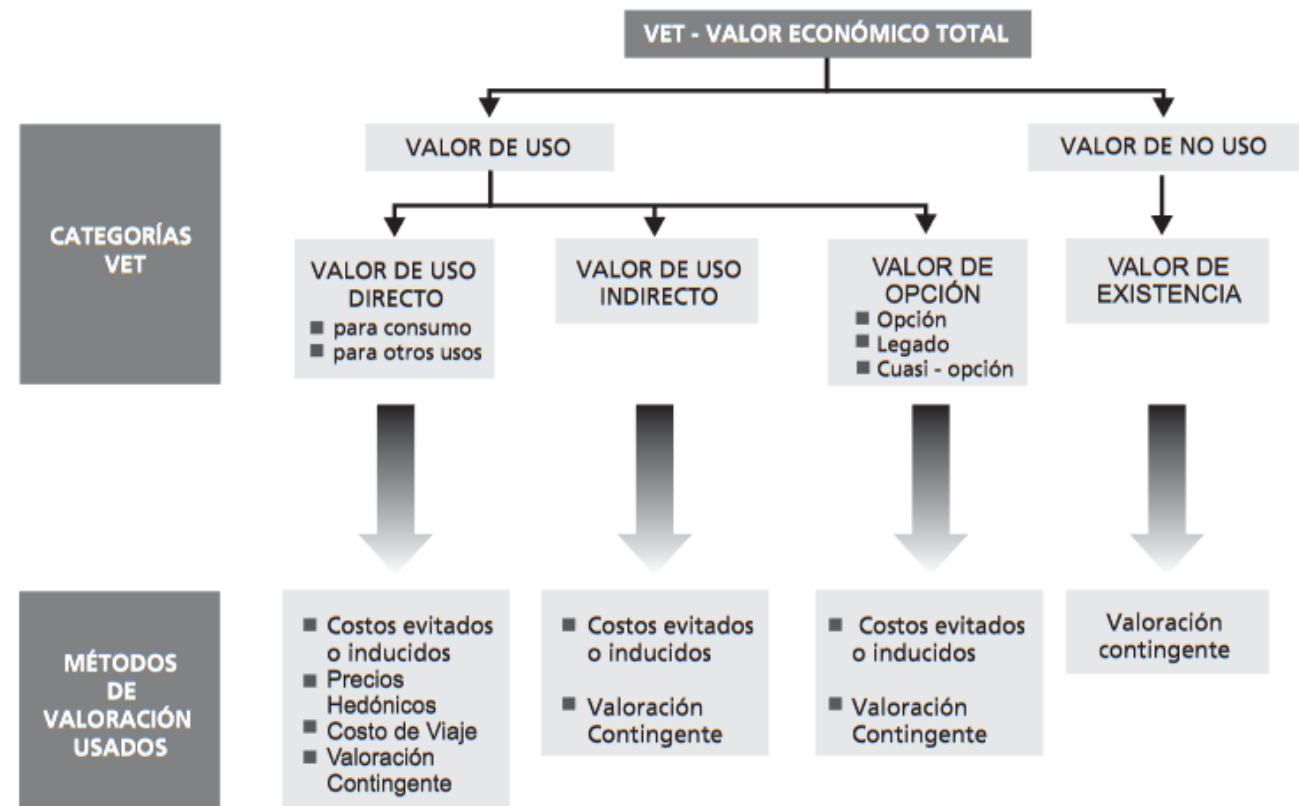 VET - VALOR ECONÓMICO TOTAL
VALOR DE USO
VALOR DE NO USO
CATEGORÍAS
VET
VALOR DE USO
DIRECTO
para consumo
para otros usos
VALOR DE USO
INDIRECTO
VALOR DE
OPCIÓN
Opción
Legado
Cuasi - opción
VALOR DE
EXISTENCIA
MÉTODOS
DE
VALORACIÓN
USADOS
Costos evitados
o inducidos
Precios
Hedónicos
Costo de Viaje
Valoración
Contingente
Costos evitados
o inducidos
Valoración
Contingente
Costos evitados
o inducidos
Valoración
Contingente
Valoración
contingente